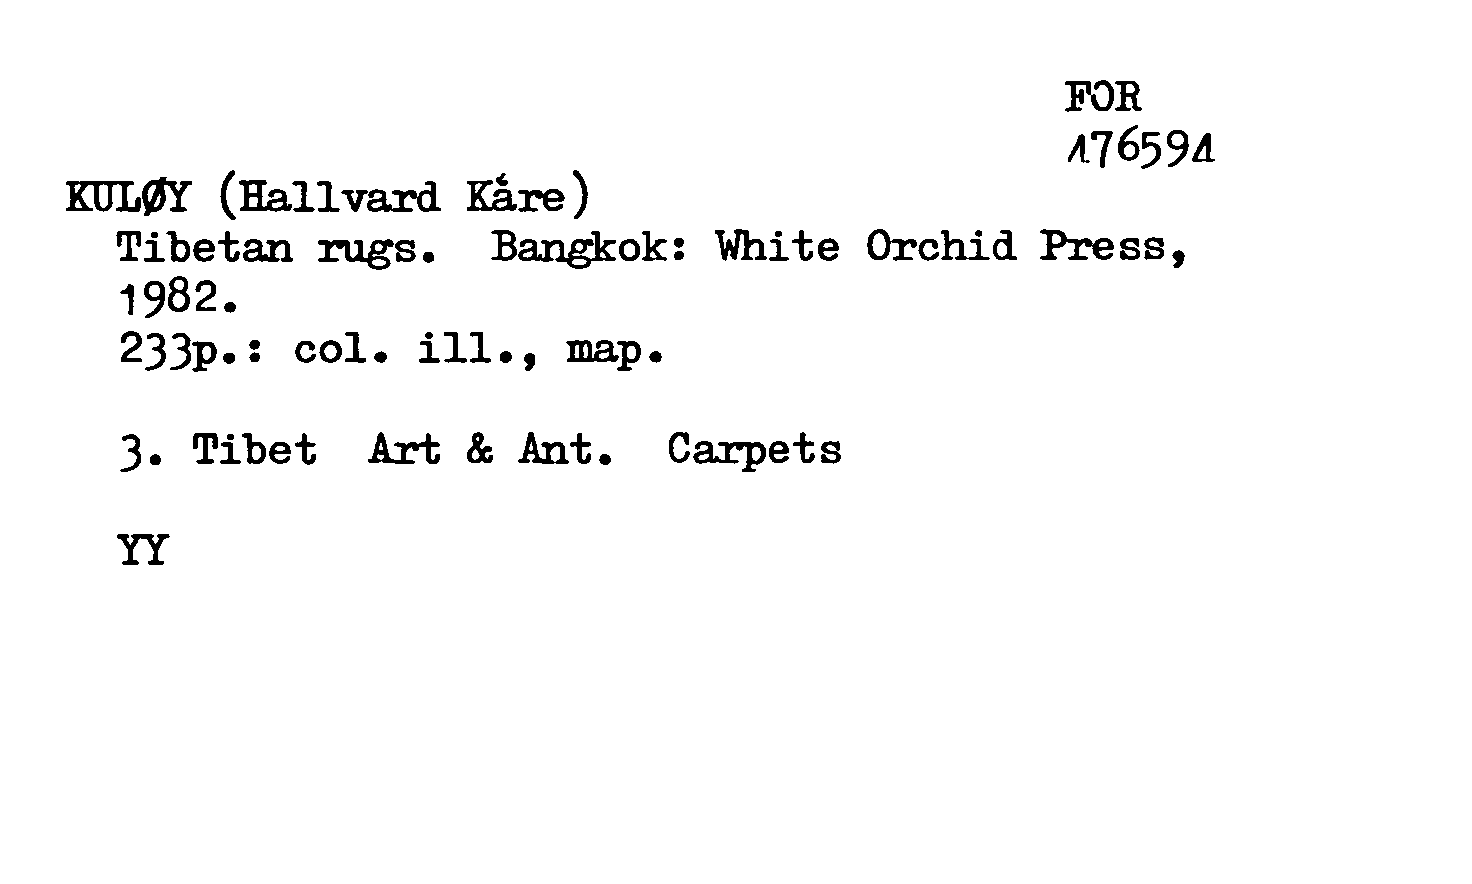 FOR
176591
KULØY (Hallvard Kåre)
Tibetan rugs. Bangkok: White Orchid Press,
1982.
233p.: col. ill., map.
3. Tibet Art & Ant. Carpets
YY